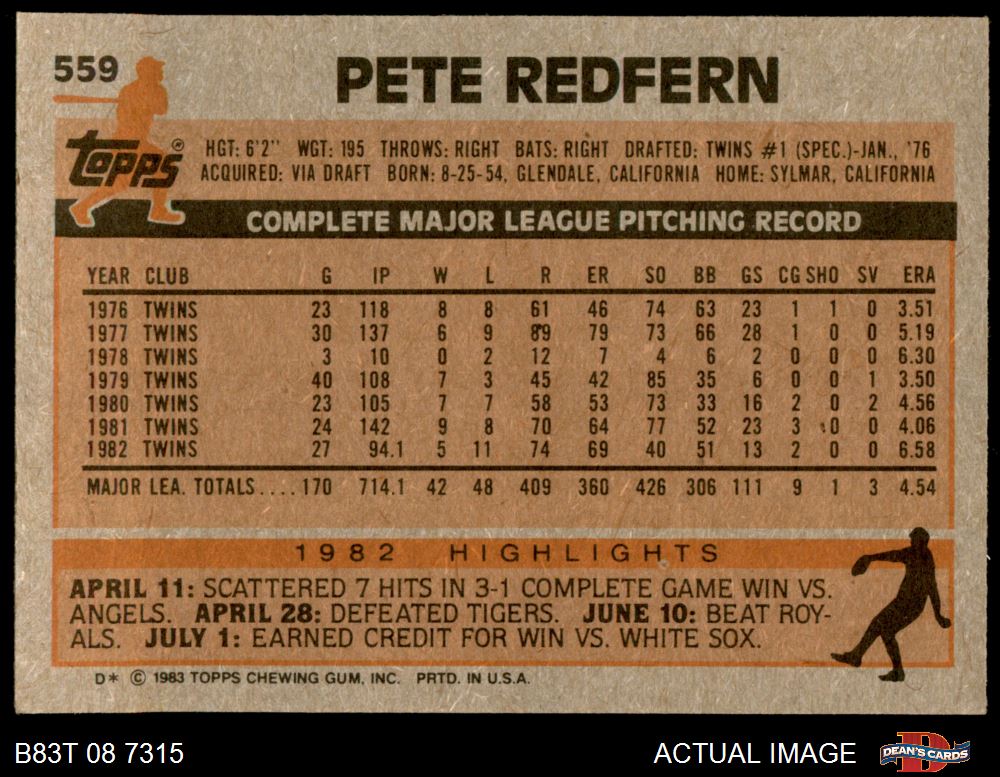 559
PETE REDFERN
Topps®
HGT: 6'2" WGT: 195 THROWS: RIGHT BATS: RIGHT DRAFTED: TWINS #1 (SPEC.)-JAN., '76
ACQUIRED: VIA DRAFT BORN: 8-25-54, GLENDALE, CALIFORNIA HOME: SYLMAR, CALIFORNIA
COMPLETE MAJOR LEAGUE PITCHING RECORD
YEAR CLUB G IP W L R ER SO BB GS CG SHO SV ERA
1976 TWINS 23 118 8 8 61 46 74 63 23 1 1 0 3.51
1977 TWINS 30 137 6 9 89 79 73 66 28 1 0 0 5.19
1978 TWINS 3 10 0 2 12 7 4 6 2 0 0 0 6.30
1979 TWINS 40 108 7 3 45 42 85 35 6 0 0 1 3.50
1980 TWINS 23 105 7 7 58 53 73 33 16 2 0 2 4.56
1981 TWINS 24 142 9 8 70 64 77 52 23 3 0 0 4.06
1982 TWINS 27 94.1 5 11 74 69 40 51 13 2 0 0 6.58
MAJOR LEA. TOTALS.... 170 714.1 42 48 409 360 426 306 111 9 1 3 4.54
1982 HIGHLIGHTS
APRIL 11: SCATTERED 7 HITS IN 3-1 COMPLETE GAME WIN VS.
ANGELS. APRIL 28: DEFEATED TIGERS. JUNE 10: BEAT ROY-
ALS. JULY 1: EARNED CREDIT FOR WIN VS. WHITE SOX.
D* © 1983 TOPPS CHEWING GUM, INC. PRTD. IN U.S.A.
B83T 08 7315 ACTUAL IMAGE DEAN'S CARDS